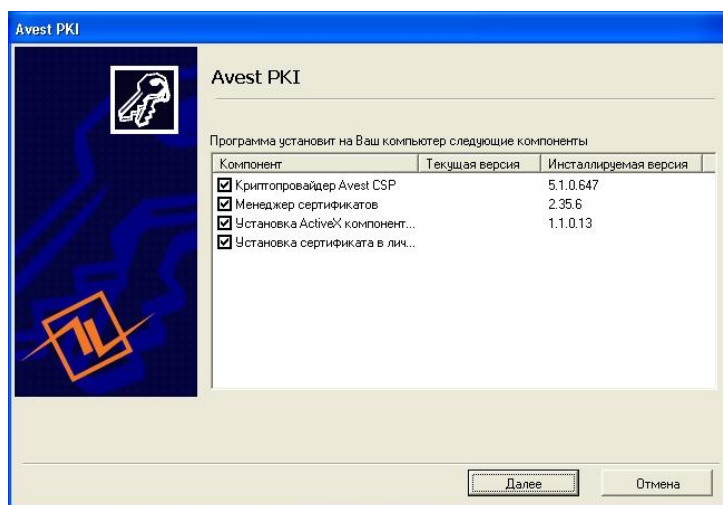 Avest PKI
Avest PKI
Программа установит на Ваш компьютер следующие компоненты
Компонент Текущая версия Инсталлируемая версия
Криптопровайдер Avest CSP 5.1.0.647
Менеджер сертификатов 2.35.6
Установка ActiveX компонент... 1.1.0.13
Установка сертификата в лич...
Далее Отмена